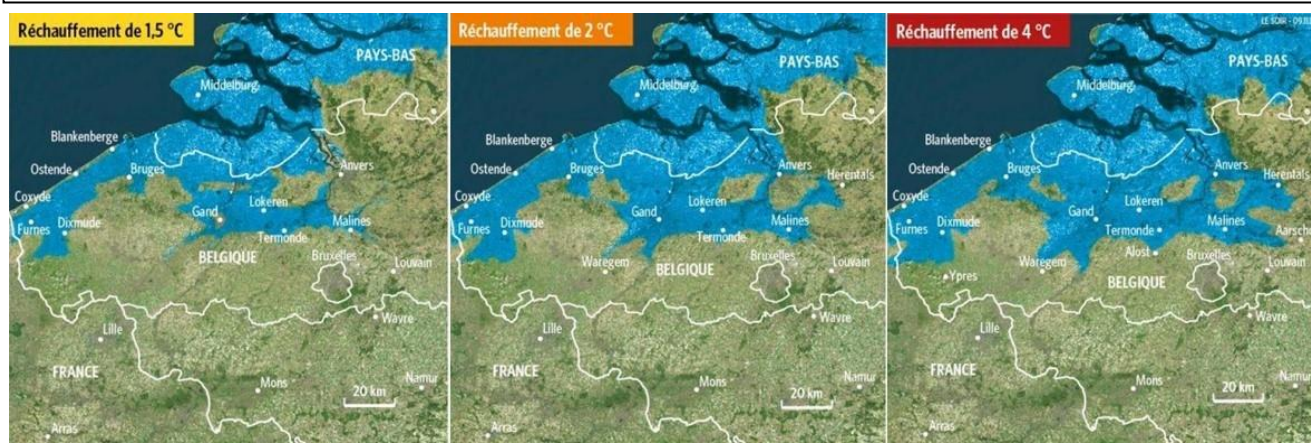 Réchauffement de 1,5 °C
PAYS-BAS
Middelburg
Blankenberge
Ostende
Bruges
Anvers
Coxyde
Lokeren
Gand
Furnes
Dixmude
Malines
Termonde
BELGIQUE
Bruxelles
Louvain
Wavre
Lille
FRANCE
Mons
Namur
20 km
Arras
Réchauffement de 2 °C
PAYS-BAS
Middelburg
Blankenberge
Ostende
Bruges
Anvers
Herentals
Coxyde
Lokeren
Gand
Furnes
Dixmude
Malines
Termonde
Waregem
BELGIQUE
Bruxelles
Louvain
Wavre
Lille
FRANCE
Mons
Namur
20 km
Arras
Réchauffement de 4 °C
LE SOIR - 09
PAYS-BAS
Middelburg
Blankenberge
Ostende
Bruges
Anvers
Herentals
Coxyde
Lokeren
Gand
Furnes
Dixmude
Malines
Termonde
Aarscho
Alost
Waregem
Bruxelles
Louvain
Ypres
BELGIQUE
Wavre
Lille
FRANCE
Mons
Namur
20 km
Arras